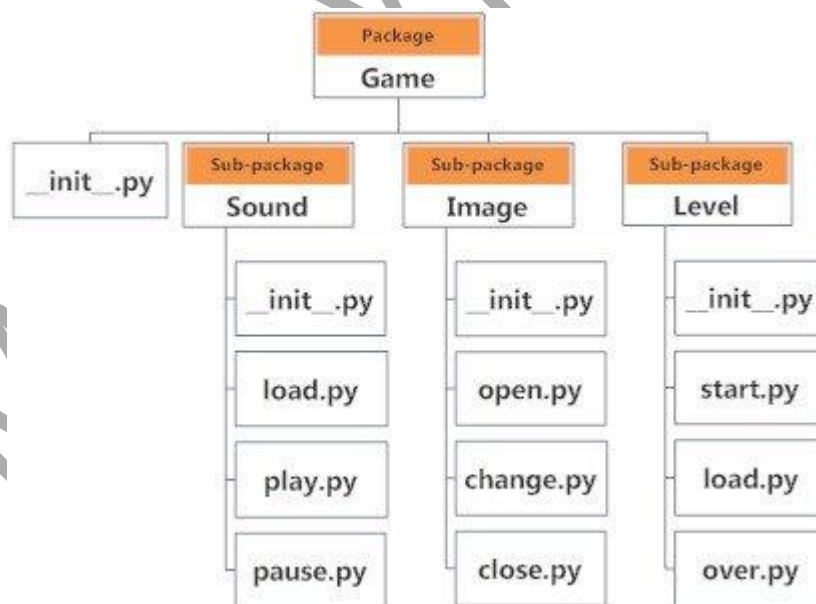 Package
Game
__init__.py
Sub-package
Sound
__init__.py
load.py
play.py
pause.py
Sub-package
Image
__init__.py
open.py
change.py
close.py
Sub-package
Level
__init__.py
start.py
load.py
over.py